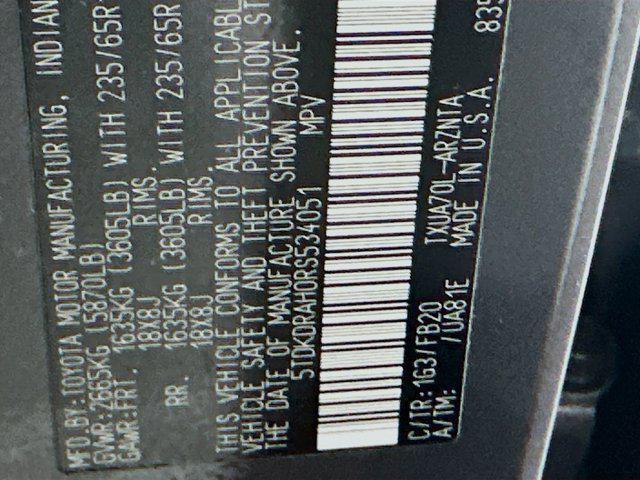 MFD.BY:TOYOTA MOTOR MANUFACTURING, INDIAN
GVWR:2665KG (5870LB)
GAWR:FRT. 1635KG (3605LB) WITH 235/65R
18X8J RIMS.
RR. 1635KG (3605LB) WITH 235/65R
18X8J RIMS.
THIS VEHICLE CONFORMS TO ALL APPLICABL
VEHICLE SAFETY AND THEFT PREVENTION ST
THE DATE OF MANUFACTURE SHOWN ABOVE.
5TDKDRAH0RS534051 MPV
C/TR:1G3/FB20 TXUA70L-ARZNTA
A/TM: /UA81E MADE IN U.S.A. 835